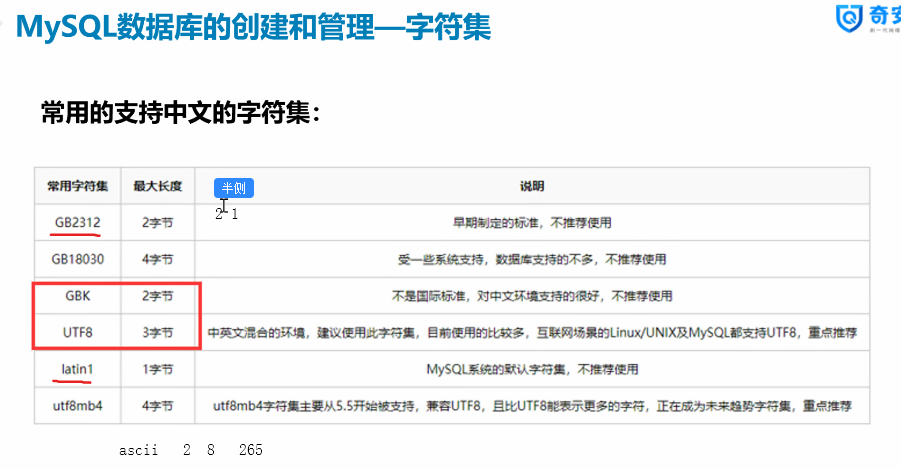 MySQL数据库的创建和管理—字符集
奇安
常用的支持中文的字符集：
常用字符集 最大长度 半侧 说明
2 1
GB2312 2字节 早期制定的标准，不推荐使用
GB18030 4字节 受一些系统支持，数据库支持的不多，不推荐使用
GBK 2字节 不是国际标准，对中文环境支持的很好，不推荐使用
UTF8 3字节 中英文混合的环境，建议使用此字符集，目前使用的比较多，互联网场景的Linux/UNIX及MySQL都支持UTF8，重点推荐
latin1 1字节 MySQL系统的默认字符集，不推荐使用
utf8mb4 4字节 utf8mb4字符集主要从5.5开始被支持，兼容UTF8，且比UTF8能表示更多的字符，正在成为未来趋势字符集，重点推荐
ascii 2 8 265